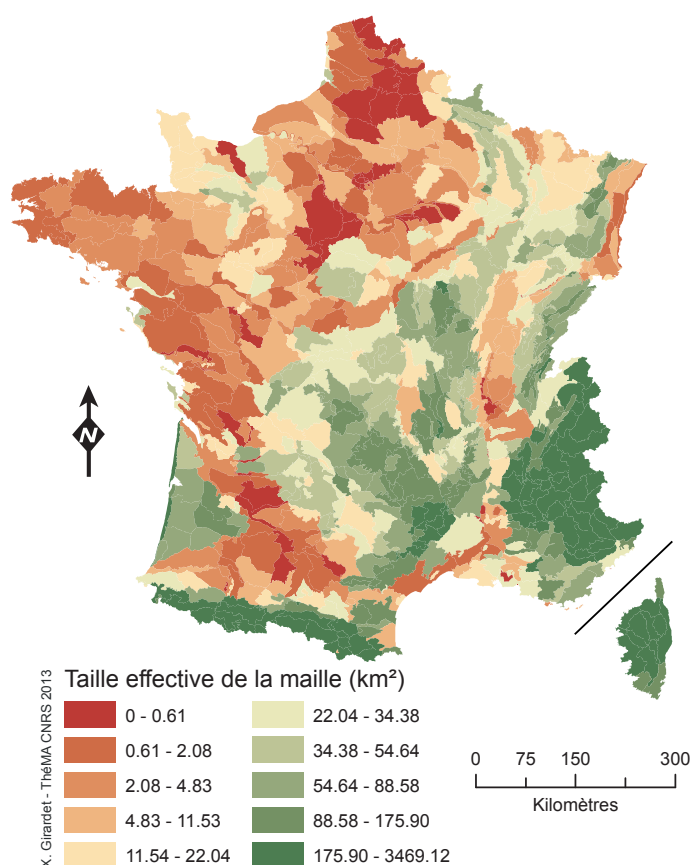 N
Taille effective de la maille (km²)
0 - 0.61
0.61 - 2.08
2.08 - 4.83
4.83 - 11.53
11.54 - 22.04
22.04 - 34.38
34.38 - 54.64
54.64 - 88.58
88.58 - 175.90
175.90 - 3469.12
0 75 150 300
Kilomètres
X. Girardet - ThéMA CNRS 2013